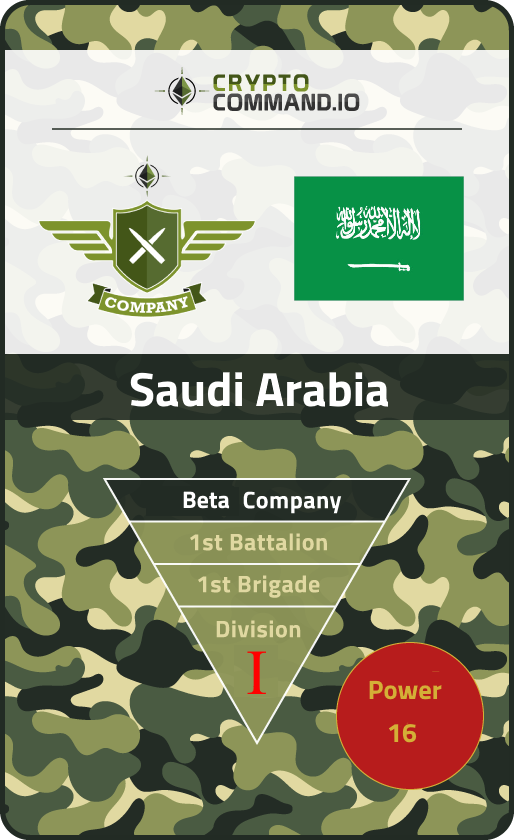 CRYPTO
COMMAND.IO
COMPANY
لا إله إلا الله محمد رسول الله
Saudi Arabia
Beta Company
1st Battalion
1st Brigade
Division
I
Power
16